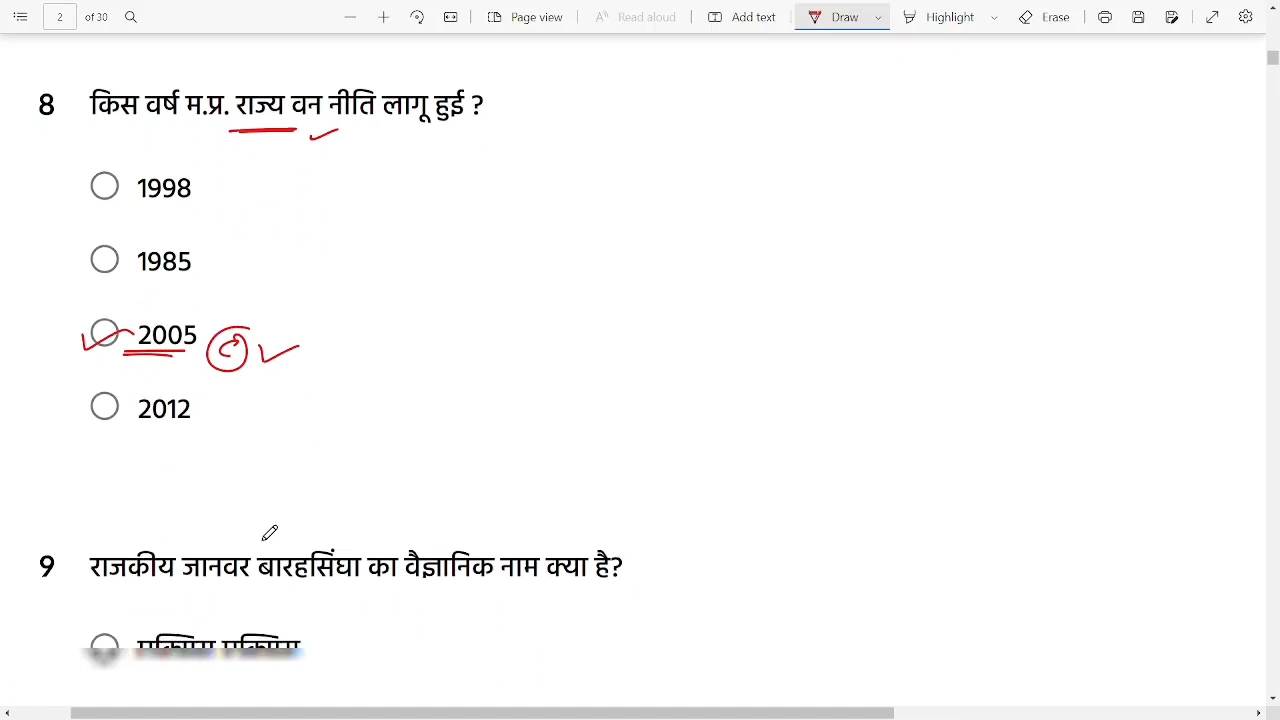 2 of 30 Page view Read aloud Add text Draw Highlight Erase
8 किस वर्ष म.प्र. राज्य वन नीति लागू हुई ?
1998
1985
2005
2012
9 राजकीय जानवर बारहसिंघा का वैज्ञानिक नाम क्या है?